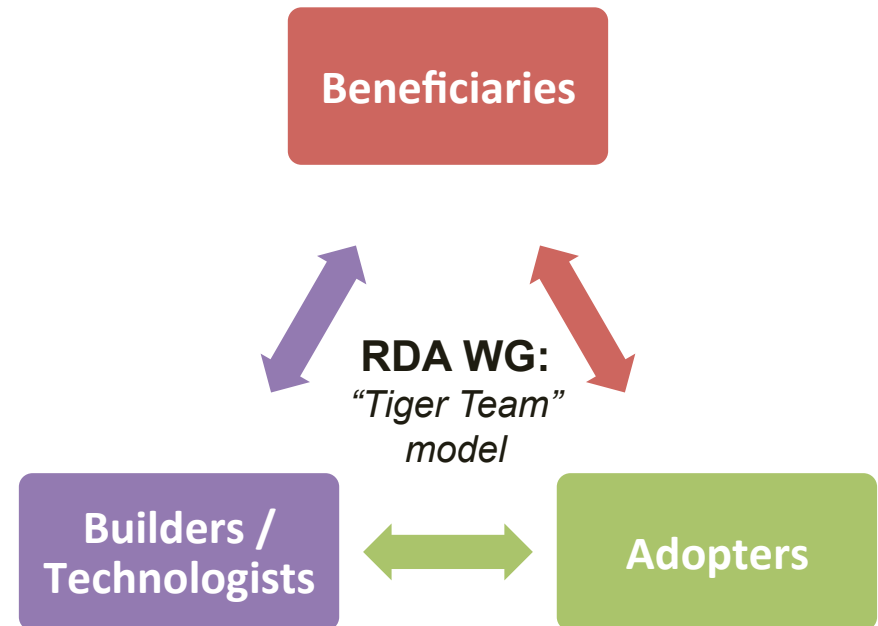 Beneficiaries
RDA WG:
“Tiger Team”
model
Builders /
Technologists
Adopters